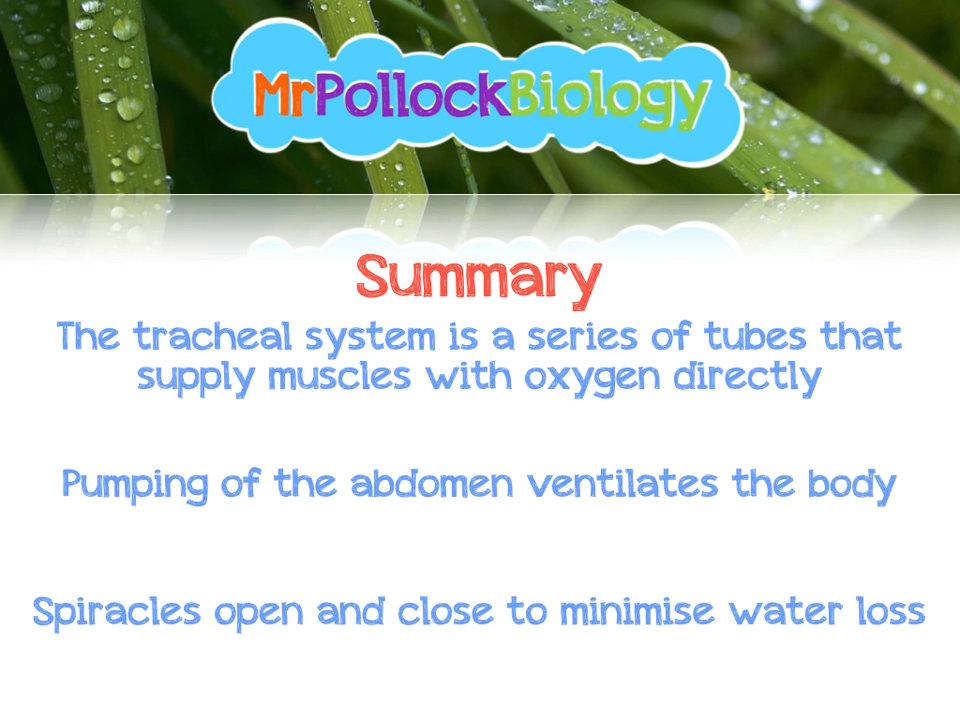 MrPollockBiology
Summary
The tracheal system is a series of tubes that
supply muscles with oxygen directly
Pumping of the abdomen ventilates the body
Spiracles open and close to minimise water loss